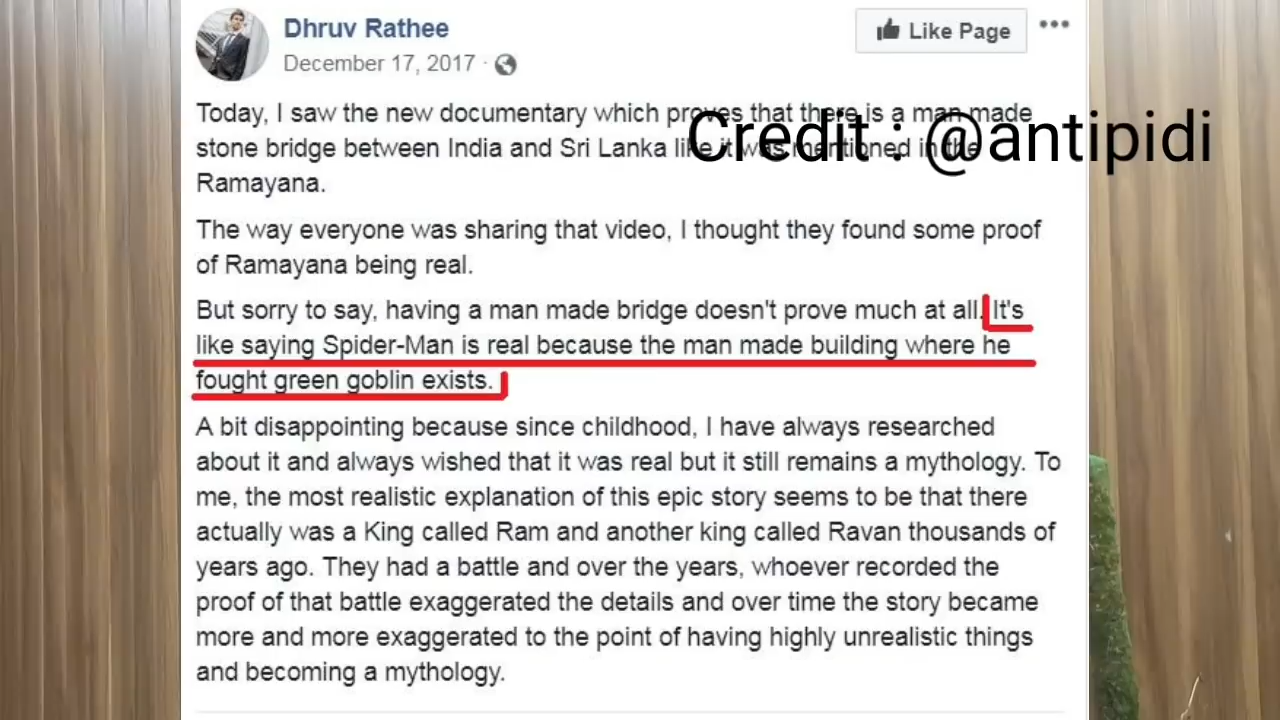 Dhruv Rathee
Like Page
December 17, 2017
Today, I saw the new documentary which proves that there is a man made
Credit : @antipidi
stone bridge between India and Sri Lanka like it was mentioned in the
Ramayana.
The way everyone was sharing that video, I thought they found some proof
of Ramayana being real.
But sorry to say, having a man made bridge doesn't prove much at all. It's
like saying Spider-Man is real because the man made building where he
fought green goblin exists.
A bit disappointing because since childhood, I have always researched
about it and always wished that it was real but it still remains a mythology. To
me, the most realistic explanation of this epic story seems to be that there
actually was a King called Ram and another king called Ravan thousands of
years ago. They had a battle and over the years, whoever recorded the
proof of that battle exaggerated the details and over time the story became
more and more exaggerated to the point of having highly unrealistic things
and becoming a mythology.